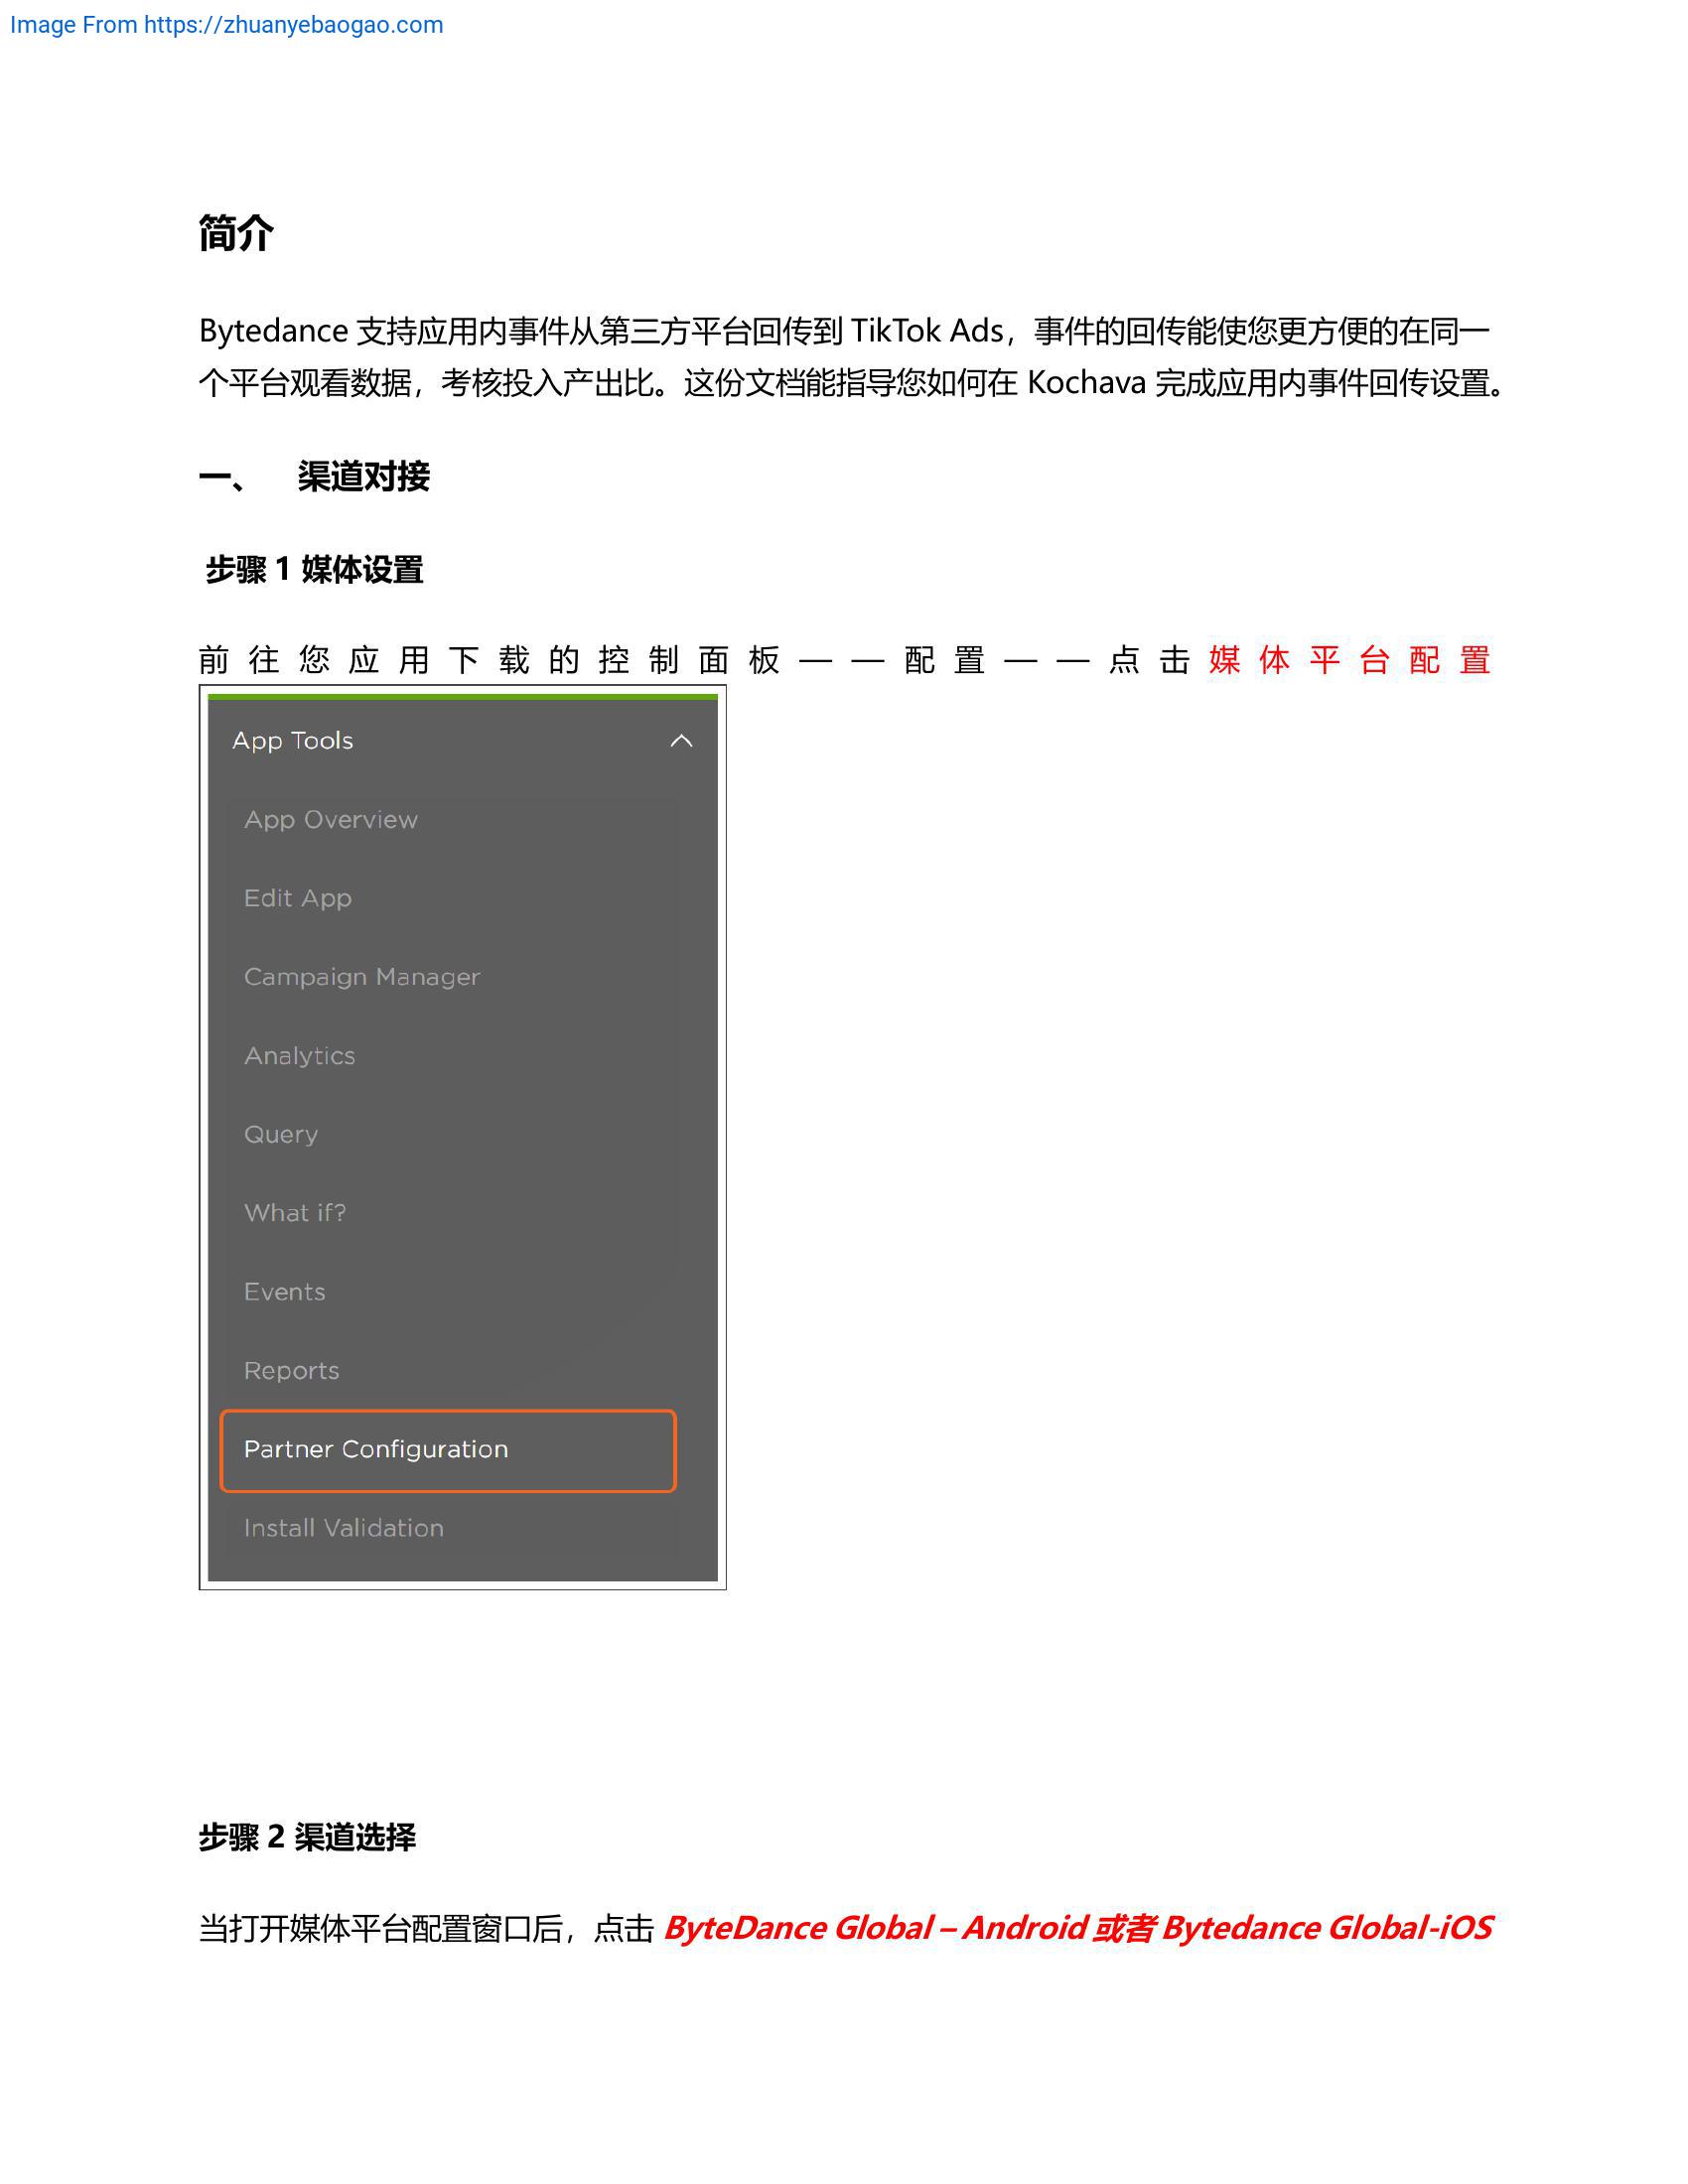 Image From https://zhuanyebaogao.com
简介
Bytedance 支持应用内事件从第三方平台回传到 TikTok Ads，事件的回传能使您更方便的在同一
个平台观看数据，考核投入产出比。这份文档能指导您如何在 Kochava 完成应用内事件回传设置。
一、 渠道对接
步骤 1 媒体设置
前往您应用下载的控制面板——配置——点击媒体平台配置
App Tools
App Overview
Edit App
Campaign Manager
Analytics
Query
What if?
Events
Reports
Partner Configuration
Install Validation
步骤 2 渠道选择
当打开媒体平台配置窗口后，点击 ByteDance Global – Android 或者 Bytedance Global-iOS